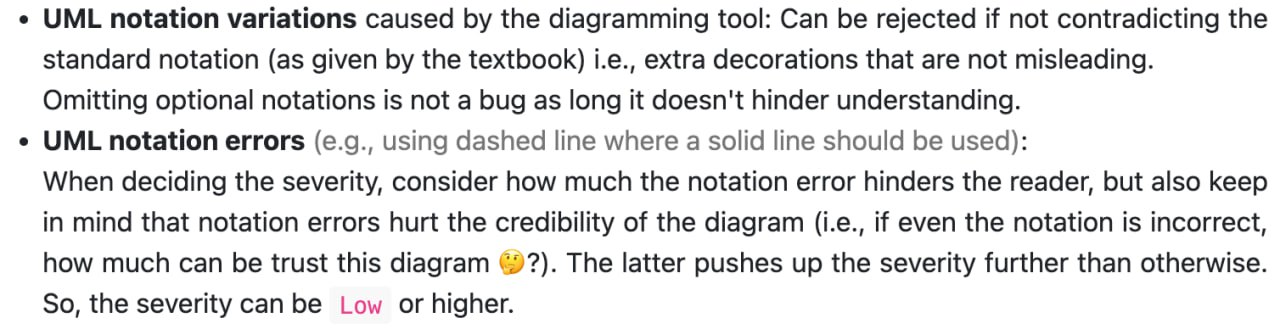 • UML notation variations caused by the diagramming tool: Can be rejected if not contradicting the
standard notation (as given by the textbook) i.e., extra decorations that are not misleading.
Omitting optional notations is not a bug as long it doesn't hinder understanding.
• UML notation errors (e.g., using dashed line where a solid line should be used):
When deciding the severity, consider how much the notation error hinders the reader, but also keep
in mind that notation errors hurt the credibility of the diagram (i.e., if even the notation is incorrect,
how much can be trust this diagram 🤔?). The latter pushes up the severity further than otherwise.
So, the severity can be Low or higher.